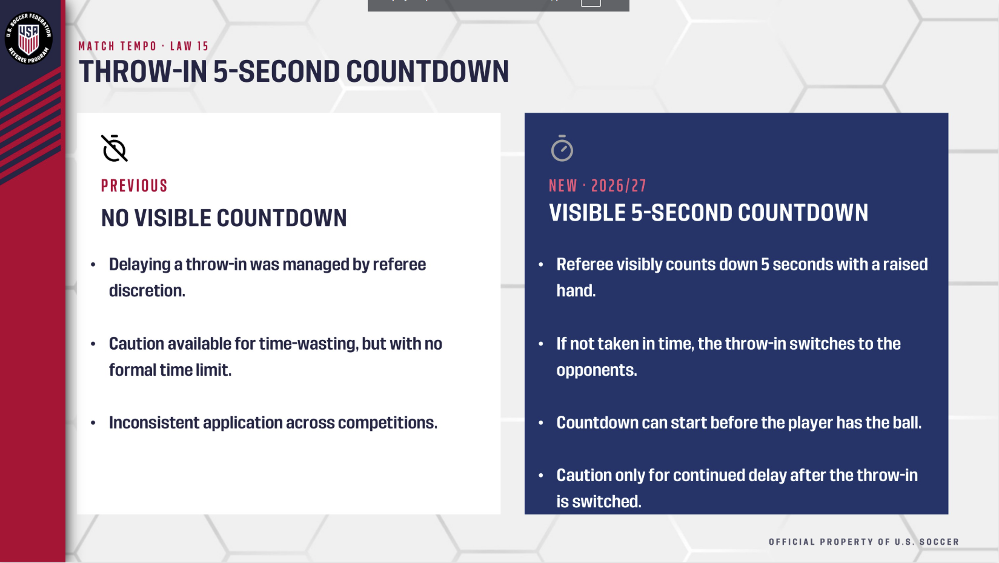 U.S. SOCCER FEDERATION
USA
REFEREE PROGRAM
MATCH TEMPO · LAW 15
THROW-IN 5-SECOND COUNTDOWN
PREVIOUS
NO VISIBLE COUNTDOWN
• Delaying a throw-in was managed by referee
discretion.
• Caution available for time-wasting, but with no
formal time limit.
• Inconsistent application across competitions.
NEW · 2026/27
VISIBLE 5-SECOND COUNTDOWN
• Referee visibly counts down 5 seconds with a raised
hand.
• If not taken in time, the throw-in switches to the
opponents.
• Countdown can start before the player has the ball.
• Caution only for continued delay after the throw-in
is switched.
OFFICIAL PROPERTY OF U.S. SOCCER